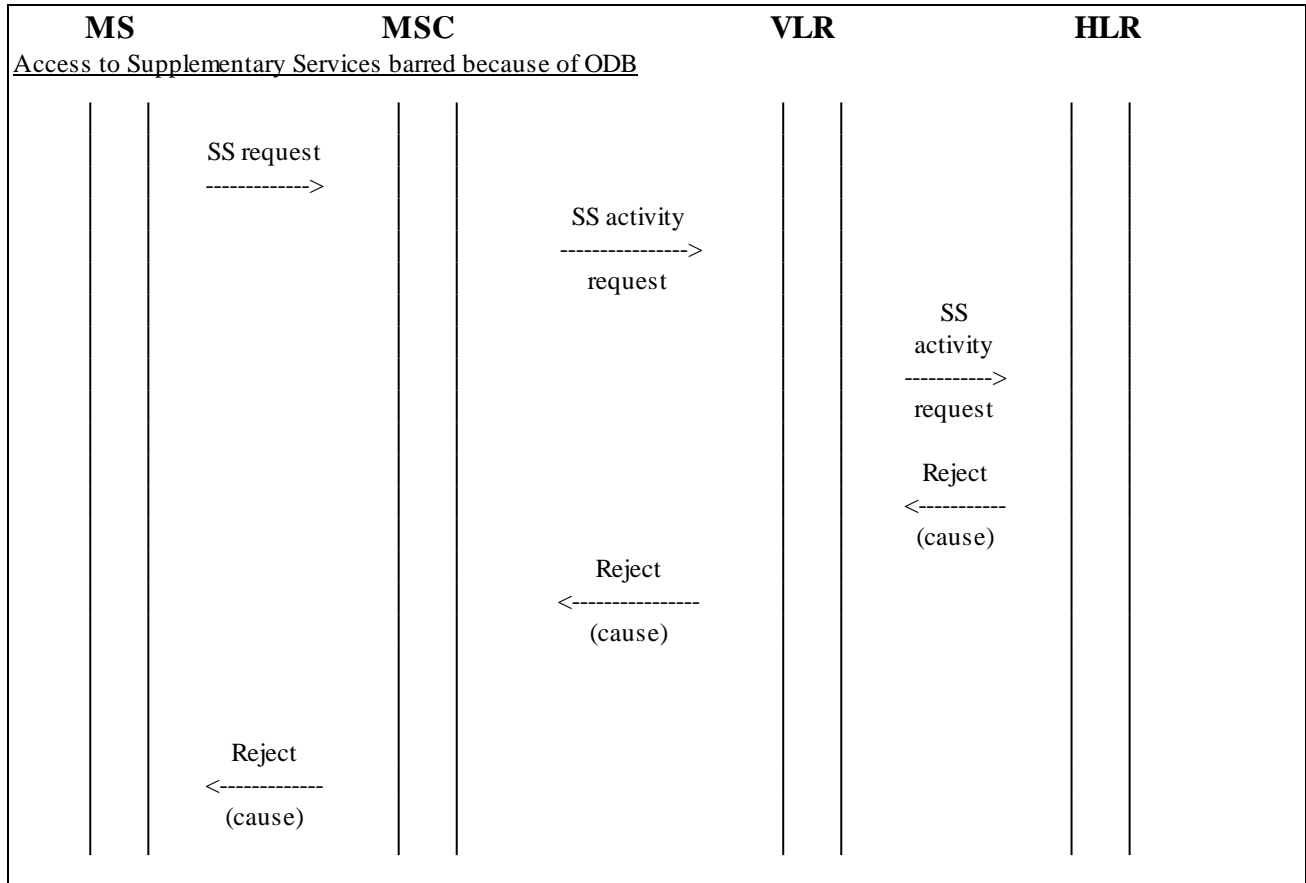 MS MSC VLR HLR
Access to Supplementary Services barred because of ODB
SS request
------------->
SS activity
---------------->
request
SS
activity
----------->
request
Reject
<-----------
(cause)
Reject
<----------------
(cause)
Reject
<-------------
(cause)